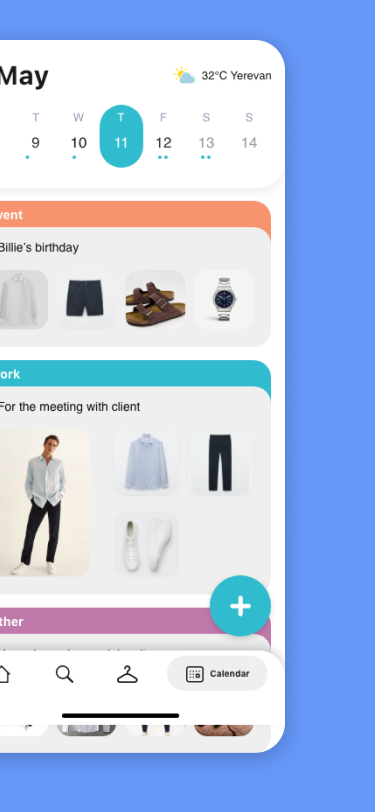 May
32°C Yerevan
T W T F S S
9 10 11 12 13 14
vent
Billie's birthday
ork
For the meeting with client
ther
Calendar